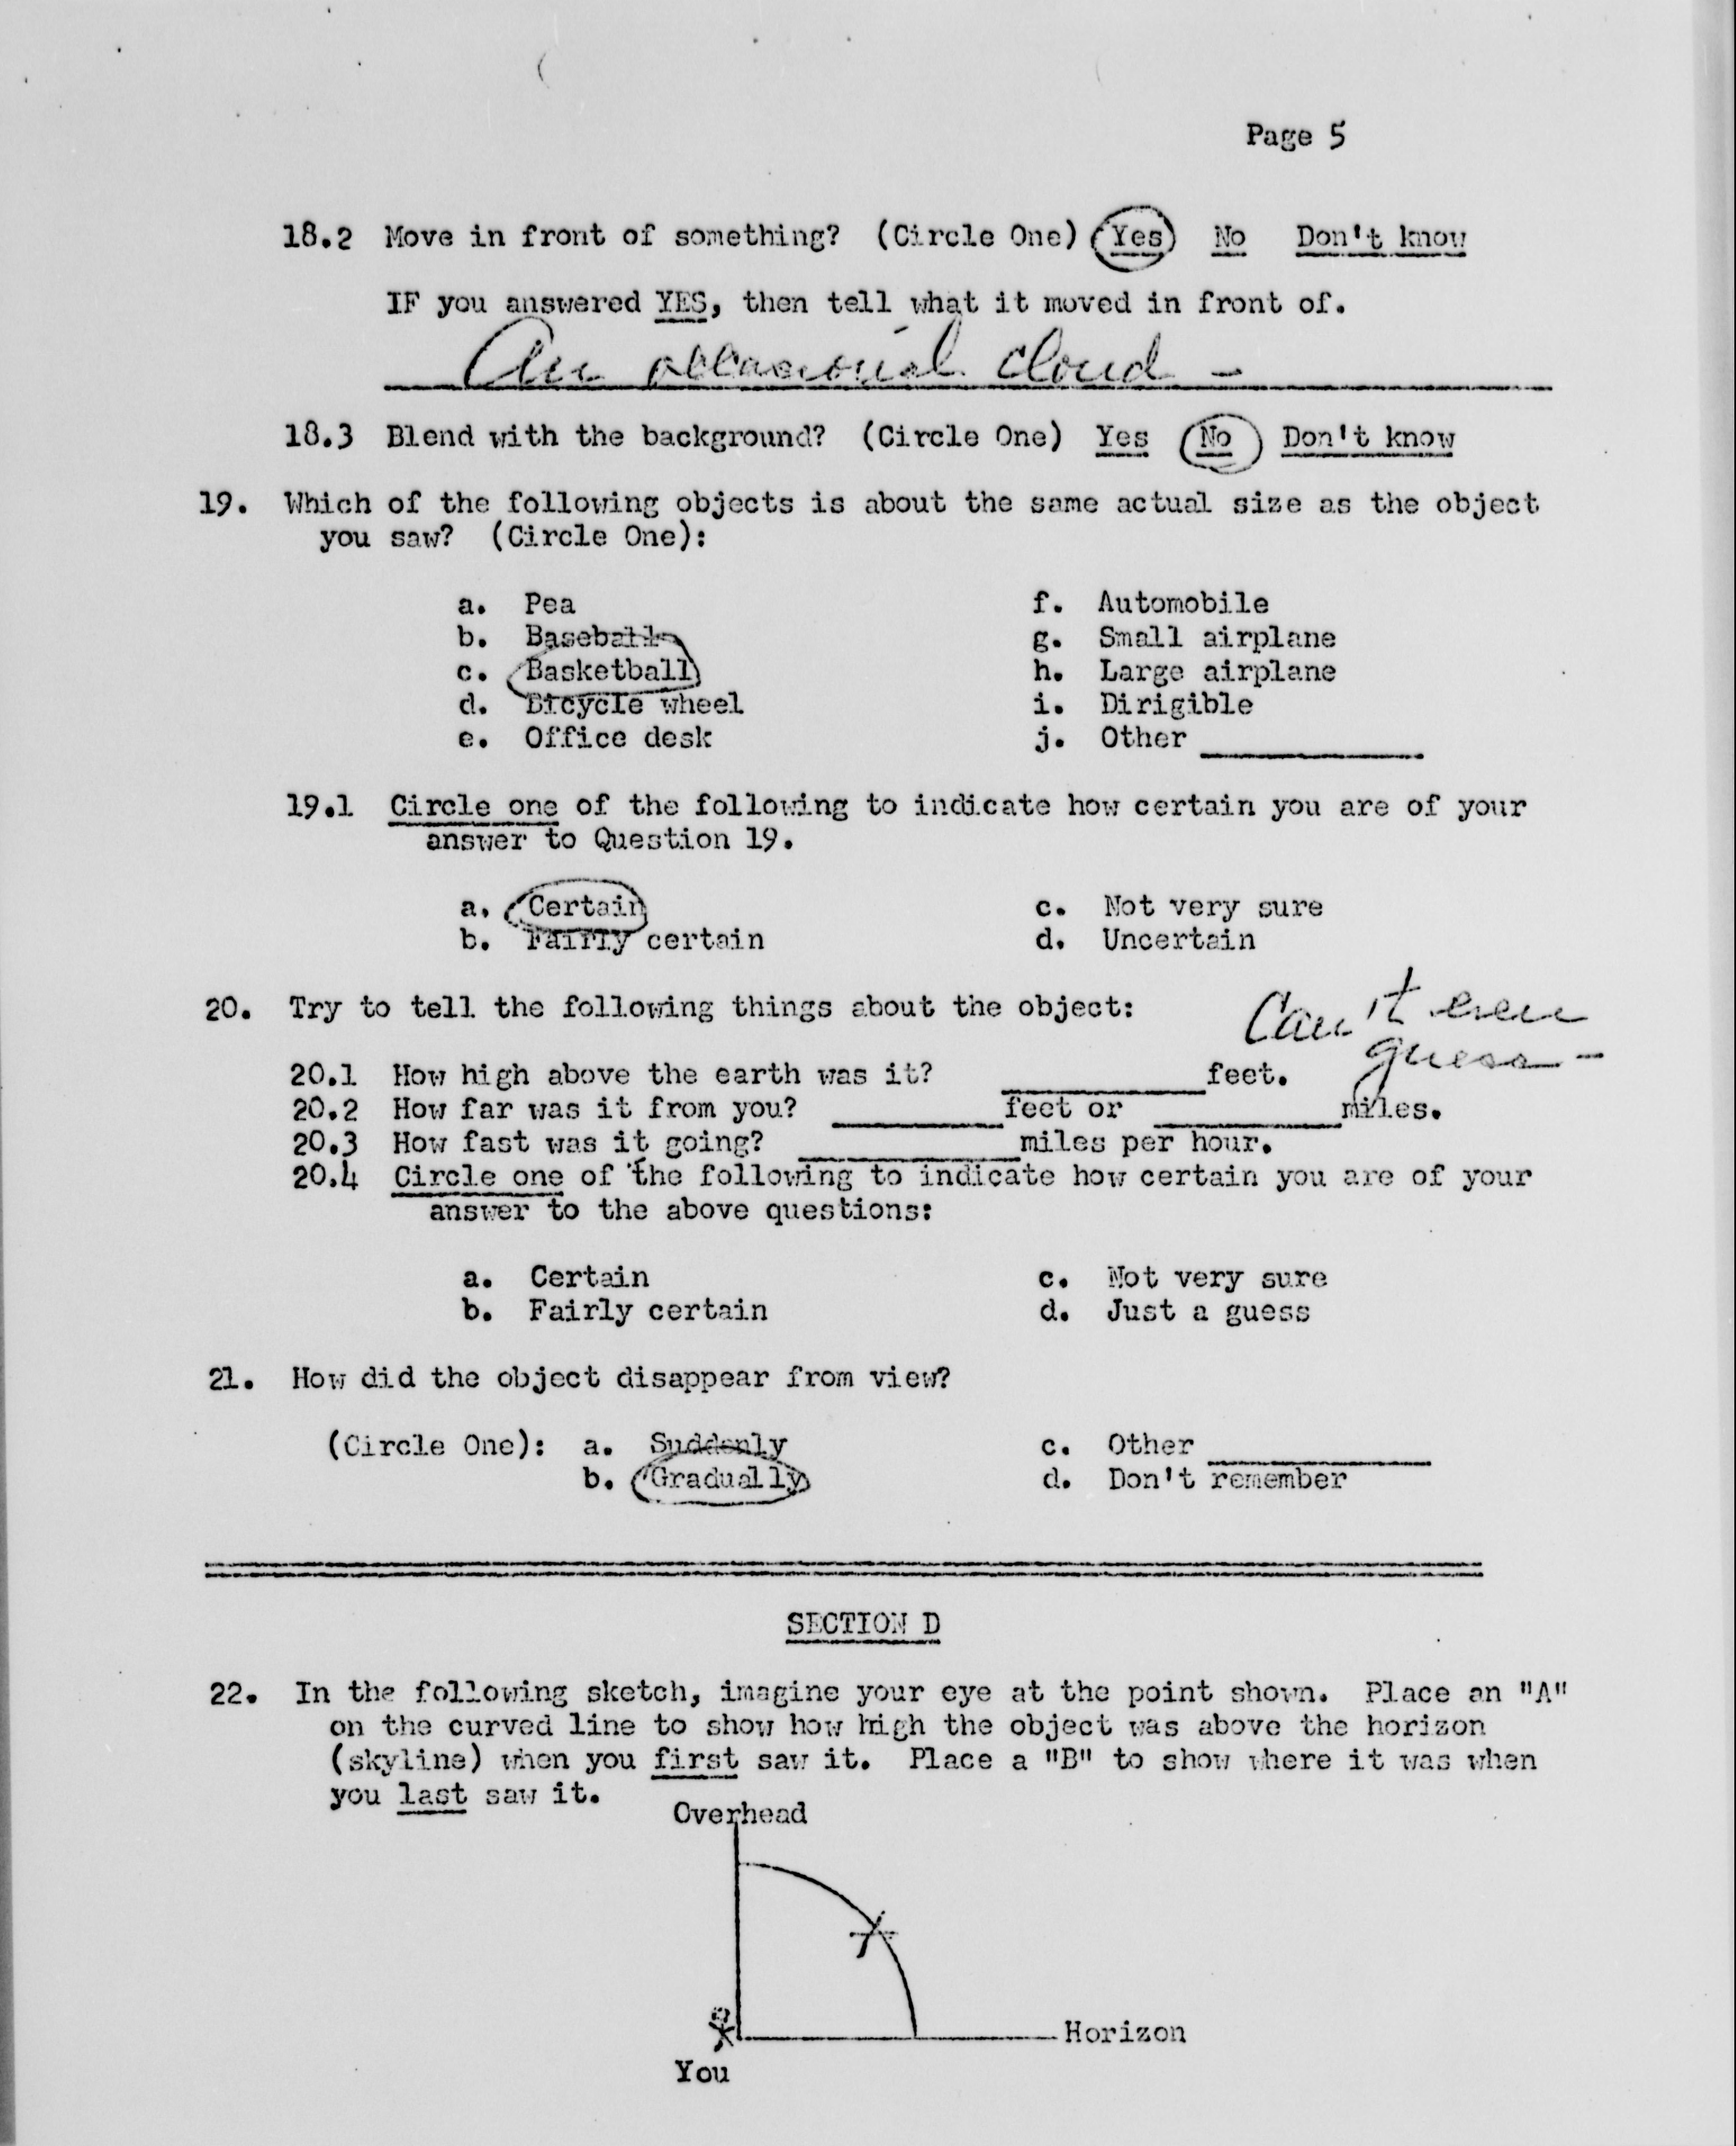 Page 5
18.2 Move in front of something? (Circle One) Yes No Don't know
IF you answered YES, then tell what it moved in front of.
An occasional cloud -
18.3 Blend with the background? (Circle One) Yes No Don't know
19. Which of the following objects is about the same actual size as the object
you saw? (Circle One):
a. Pea f. Automobile
b. Baseball g. Small airplane
c. Basketball h. Large airplane
d. Bicycle wheel i. Dirigible
e. Office desk j. Other
19.1 Circle one of the following to indicate how certain you are of your
answer to Question 19.
a. Certain c. Not very sure
b. Fairly certain d. Uncertain
20. Try to tell the following things about the object: Can't even
guess -
20.1 How high above the earth was it? feet.
20.2 How far was it from you? feet or miles.
20.3 How fast was it going? miles per hour.
20.4 Circle one of the following to indicate how certain you are of your
answer to the above questions:
a. Certain c. Not very sure
b. Fairly certain d. Just a guess
21. How did the object disappear from view?
(Circle One): a. Suddenly c. Other
b. Gradually d. Don't remember
SECTION D
22. In the following sketch, imagine your eye at the point shown. Place an "A"
on the curved line to show how high the object was above the horizon
(skyline) when you first saw it. Place a "B" to show where it was when
you last saw it.
Overhead
Horizon
You